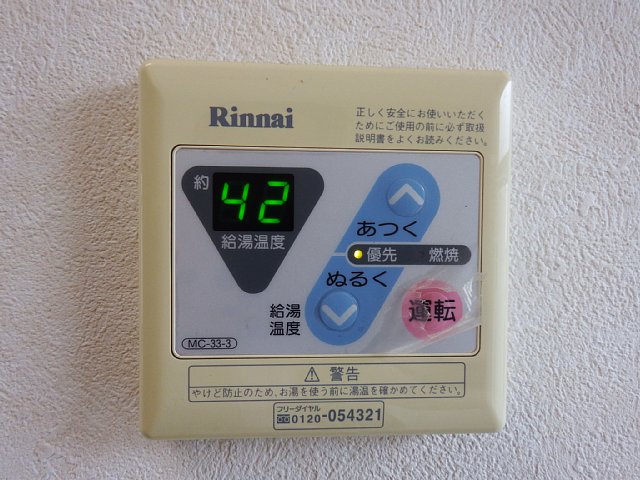 Rinnai
正しく安全にお使いいただく
ためにご使用の前に必ず取扱
説明書をよくお読みください。
約
42
給湯温度
あつく
優先 燃焼
ぬるく
給湯
温度
運転
MC-33-3
⚠ 警告
やけど防止のため、お湯を使う前に湯温を確かめてください。
フリーダイヤル
0120-054321